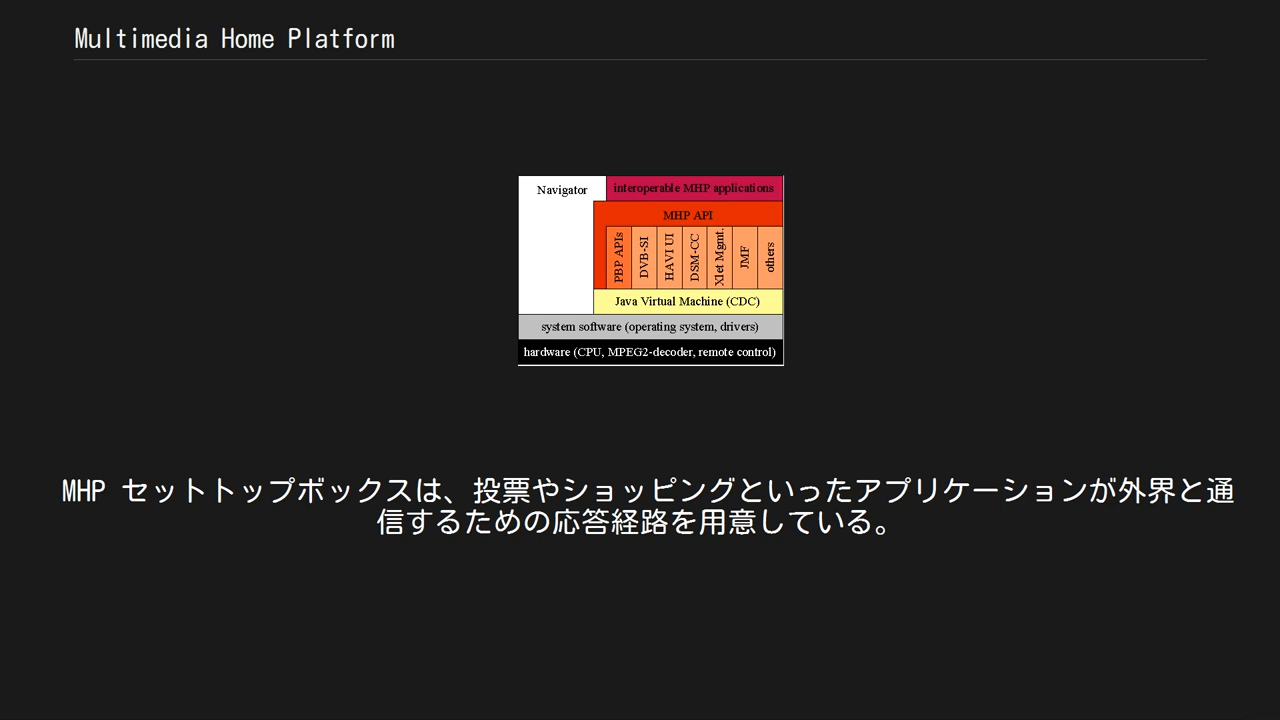 Multimedia Home Platform
Navigator
interoperable MHP applications
MHP API
PBP APIs
DVB-SI
HAVI UI
DSM-CC
Xlet Mgmt.
JMF
others
Java Virtual Machine (CDC)
system software (operating system, drivers)
hardware (CPU, MPEG2-decoder, remote control)
MHP セットトップボックスは、投票やショッピングといったアプリケーションが外界と通
信するための応答経路を用意している。